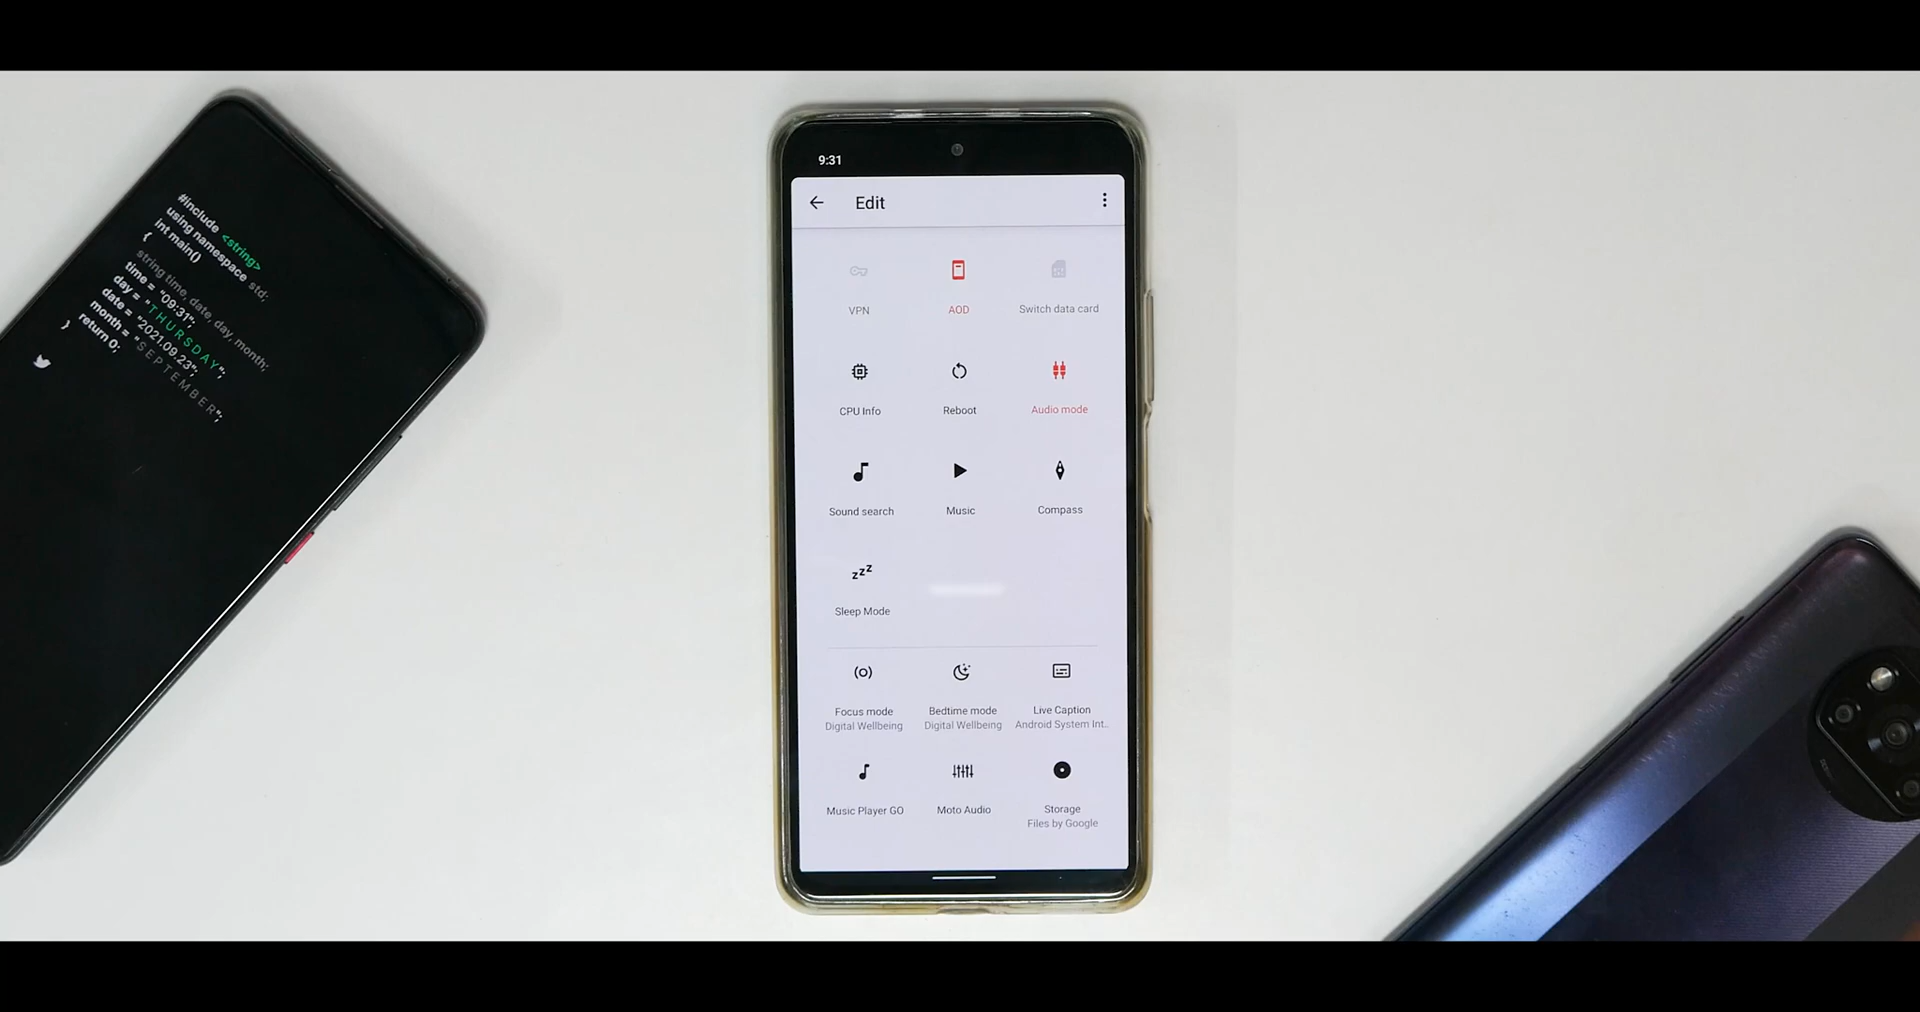 #include <string>
using namespace std;
int main()
{
string time, date, day, month;
time = "09:31";
day = "THURSDAY";
date = "2021.09.23";
month = "SEPTEMBER";
return 0;
}
9:31
Edit
VPN
AOD
Switch data card
CPU Info
Reboot
Audio mode
Sound search
Music
Compass
zzz
Sleep Mode
Focus mode
Digital Wellbeing
Bedtime mode
Digital Wellbeing
Live Caption
Android System Int..
Music Player GO
Moto Audio
Storage
Files by Google